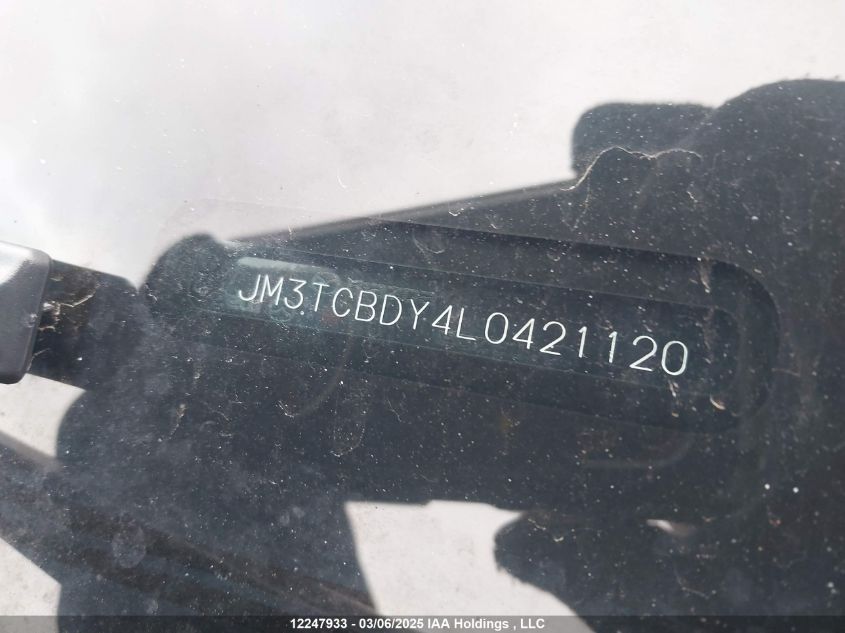 JM3TCBDY4L0421120
12247933 - 03/06/2025 IAA Holdings , LLC